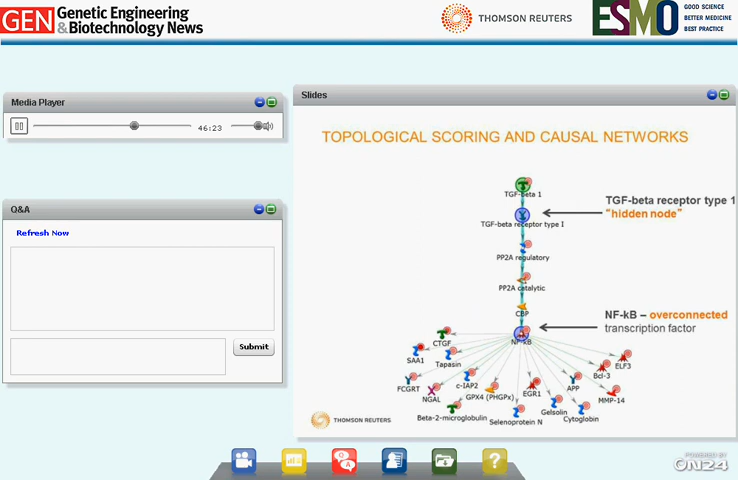 GEN Genetic Engineering
& Biotechnology News
THOMSON REUTERS
ESMO
GOOD SCIENCE
BETTER MEDICINE
BEST PRACTICE
Media Player
46:23
Q&A
Refresh Now
Submit
Slides
TOPOLOGICAL SCORING AND CAUSAL NETWORKS
TGF-beta 1
TGF-beta receptor type I
TGF-beta receptor type 1
"hidden node"
PP2A regulatory
PP2A catalytic
CBP
NF-kB
NF-kB – overconnected
transcription factor
CTGF
SAA1
Tapasin
FCGRT
NGAL
c-IAP2
GPX4 (PHGPx)
EGR1
APP
Bcl-3
ELF3
MMP-14
Beta-2-microglobulin
Selenoprotein N
Gelsolin
Cytoglobin
THOMSON REUTERS
Q
A
?
POWERED BY
ON24